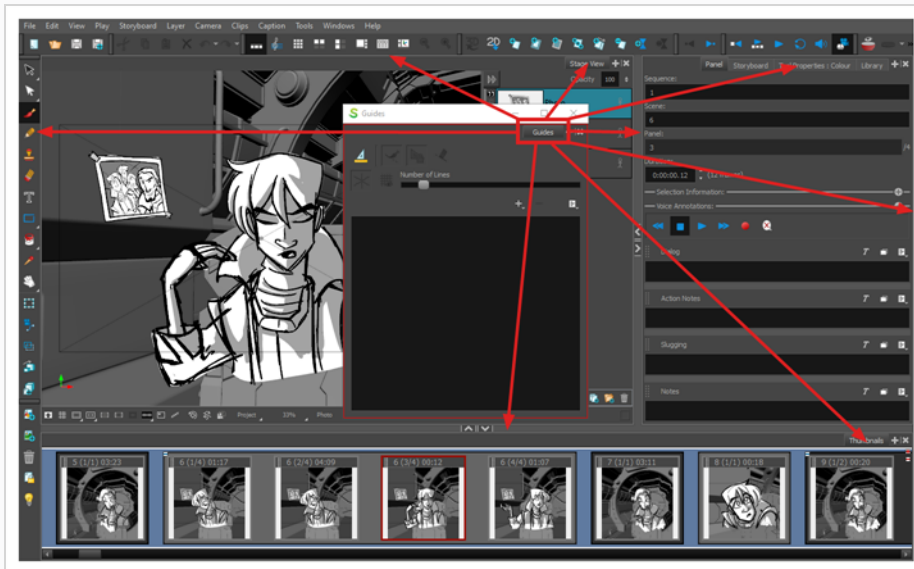 File Edit View Play Storyboard Layer Camera Clips Caption Tools Windows Help
Stage View
Opacity 100
Panel Storyboard Properties : Colour Library
Sequence:
1
Scene:
6
Panel:
3 /4
0:00:00.12
Selection Information:
Voice Annotations:
Guides
Guides
Number of Lines
Dialog
Action Notes
Slugging
Notes
Project 33% Photo
Thumbnails
5 (1/1) 03:23
6 (1/4) 01:17
6 (2/4) 04:09
6 (3/4) 00:12
6 (4/4) 01:07
7 (1/1) 03:11
8 (1/1) 00:18
9 (1/2) 00:20